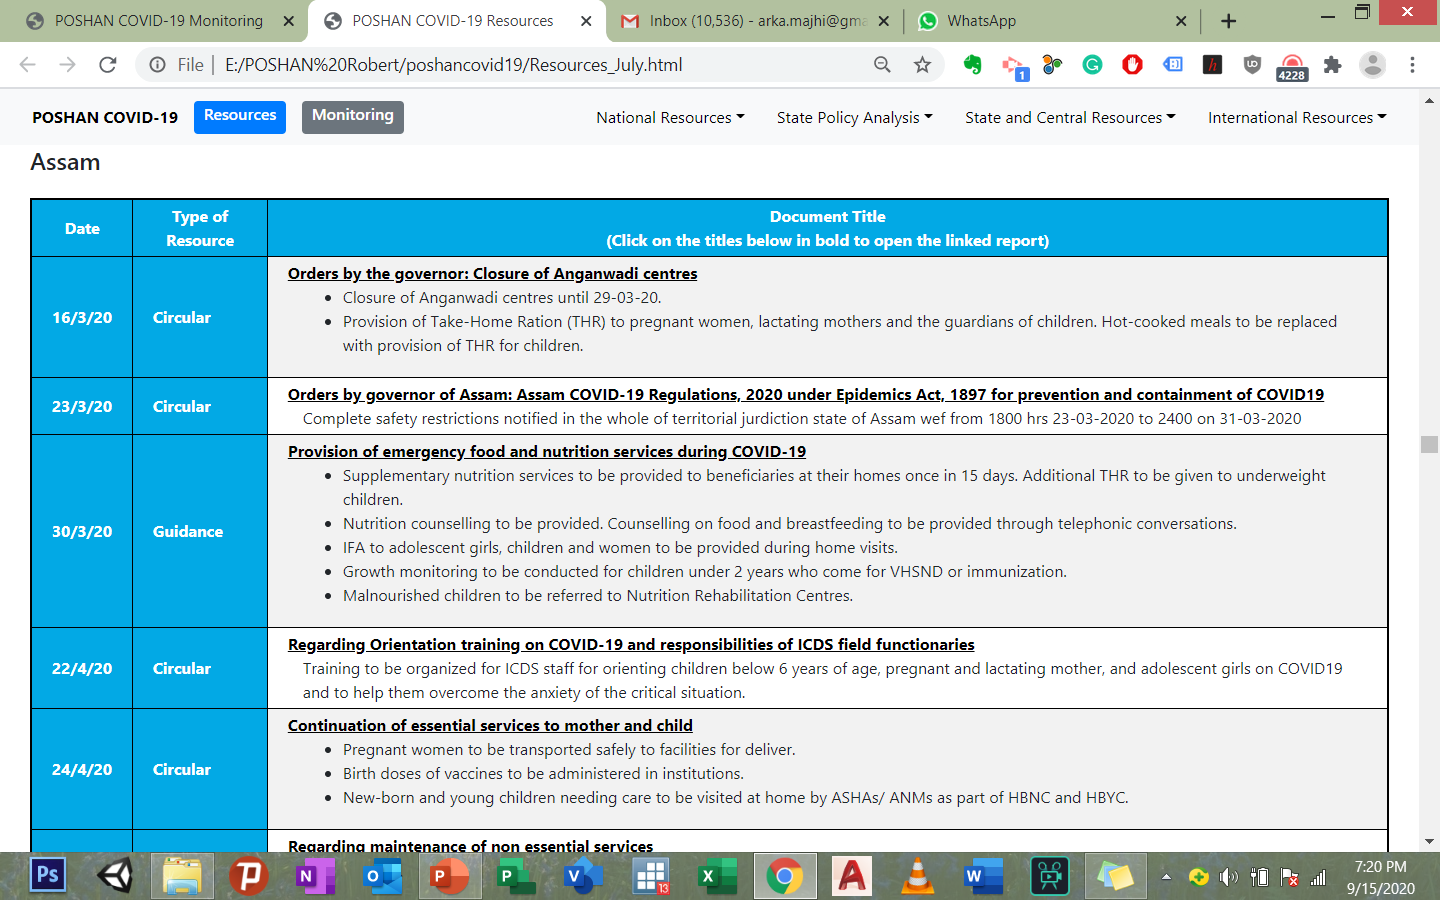 POSHAN COVID-19 Monitoring
POSHAN COVID-19 Resources
Inbox (10,536) - arka.majhi@gma
WhatsApp
File
E:/POSHAN%20Robert/poshancovid19/Resources_July.html
1
4228
POSHAN COVID-19
Resources
Monitoring
National Resources
State Policy Analysis
State and Central Resources
International Resources
Assam
Date
Type of
Resource
Document Title
(Click on the titles below in bold to open the linked report)
16/3/20
Circular
Orders by the governor: Closure of Anganwadi centres
• Closure of Anganwadi centres until 29-03-20.
• Provision of Take-Home Ration (THR) to pregnant women, lactating mothers and the guardians of children. Hot-cooked meals to be replaced
with provision of THR for children.
23/3/20
Circular
Orders by governor of Assam: Assam COVID-19 Regulations, 2020 under Epidemics Act, 1897 for prevention and containment of COVID19
Complete safety restrictions notified in the whole of territorial jurdiction state of Assam wef from 1800 hrs 23-03-2020 to 2400 on 31-03-2020
30/3/20
Guidance
Provision of emergency food and nutrition services during COVID-19
• Supplementary nutrition services to be provided to beneficiaries at their homes once in 15 days. Additional THR to be given to underweight
children.
• Nutrition counselling to be provided. Counselling on food and breastfeeding to be provided through telephonic conversations.
• IFA to adolescent girls, children and women to be provided during home visits.
• Growth monitoring to be conducted for children under 2 years who come for VHSND or immunization.
• Malnourished children to be referred to Nutrition Rehabilitation Centres.
22/4/20
Circular
Regarding Orientation training on COVID-19 and responsibilities of ICDS field functionaries
Training to be organized for ICDS staff for orienting children below 6 years of age, pregnant and lactating mother, and adolescent girls on COVID19
and to help them overcome the anxiety of the critical situation.
24/4/20
Circular
Continuation of essential services to mother and child
• Pregnant women to be transported safely to facilities for deliver.
• Birth doses of vaccines to be administered in institutions.
• New-born and young children needing care to be visited at home by ASHAs/ ANMs as part of HBNC and HBYC.
Regarding maintenance of non essential services
Ps
N
O
P
P
V
13
X
A
W
7:20 PM
9/15/2020